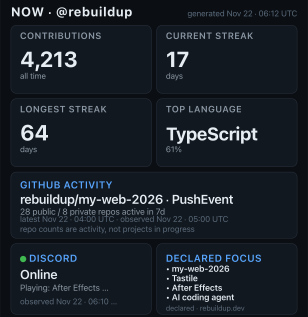 NOW · @rebuildup
generated Nov 22 · 06:12 UTC
CONTRIBUTIONS
4,213
all time
CURRENT STREAK
17
days
LONGEST STREAK
64
days
TOP LANGUAGE
TypeScript
61%
GITHUB ACTIVITY
rebuildup/my-web-2026 · PushEvent
28 public / 8 private repos active in 7d
latest Nov 22 · 04:00 UTC · observed Nov 22 · 05:00 UTC
repo counts are activity, not projects in progress
DISCORD
Online
Playing: After Effects ...
observed Nov 22 · 06:10 ...
DECLARED FOCUS
• my-web-2026
• Tastile
• After Effects
• AI coding agent
declared · rebuildup.dev